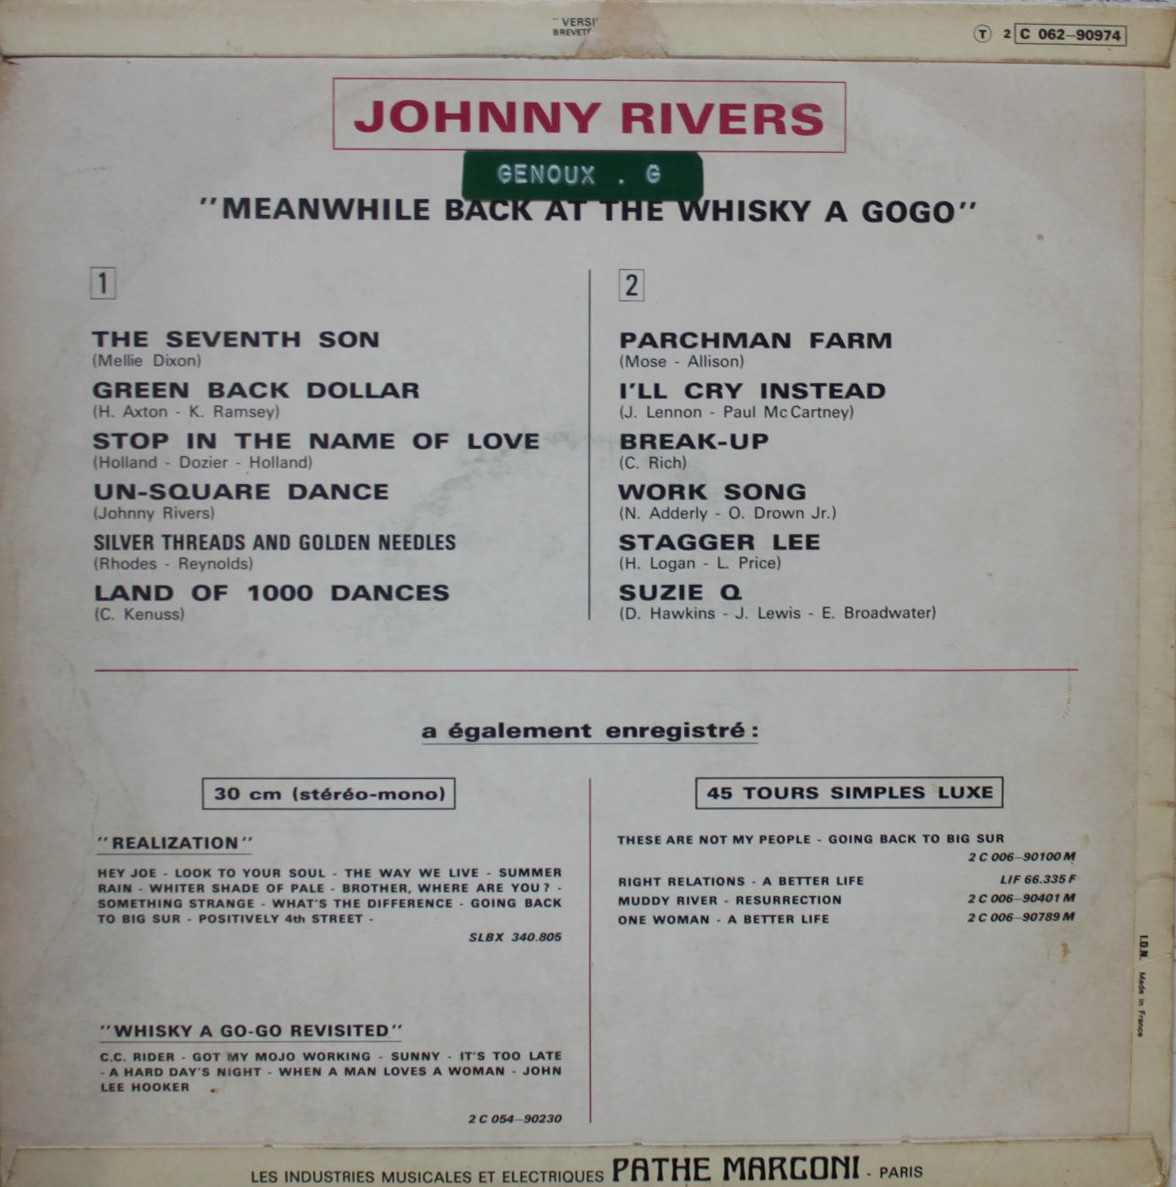 " VERSI
BREVETÉ
T 2 C 062-90974
JOHNNY RIVERS
GENOUX . G
"MEANWHILE BACK AT THE WHISKY A GOGO"
1
THE SEVENTH SON
(Mellie Dixon)
GREEN BACK DOLLAR
(H. Axton - K. Ramsey)
STOP IN THE NAME OF LOVE
(Holland - Dozier - Holland)
UN-SQUARE DANCE
(Johnny Rivers)
SILVER THREADS AND GOLDEN NEEDLES
(Rhodes - Reynolds)
LAND OF 1000 DANCES
(C. Kenuss)
2
PARCHMAN FARM
(Mose - Allison)
I'LL CRY INSTEAD
(J. Lennon - Paul Mc Cartney)
BREAK-UP
(C. Rich)
WORK SONG
(N. Adderly - O. Drown Jr.)
STAGGER LEE
(H. Logan - L. Price)
SUZIE Q
(D. Hawkins - J. Lewis - E. Broadwater)
a également enregistré :
30 cm (stéréo-mono)
"REALIZATION"
HEY JOE - LOOK TO YOUR SOUL - THE WAY WE LIVE - SUMMER
RAIN - WHITER SHADE OF PALE - BROTHER, WHERE ARE YOU ? -
SOMETHING STRANGE - WHAT'S THE DIFFERENCE - GOING BACK
TO BIG SUR - POSITIVELY 4th STREET -
SLBX 340.805
"WHISKY A GO-GO REVISITED"
C.C. RIDER - GOT MY MOJO WORKING - SUNNY - IT'S TOO LATE
- A HARD DAY'S NIGHT - WHEN A MAN LOVES A WOMAN - JOHN
LEE HOOKER
2 C 054-90230
45 TOURS SIMPLES LUXE
THESE ARE NOT MY PEOPLE - GOING BACK TO BIG SUR
2 C 006-90100 M
RIGHT RELATIONS - A BETTER LIFE LIF 66.335 F
MUDDY RIVER - RESURRECTION 2 C 006-90401 M
ONE WOMAN - A BETTER LIFE 2 C 006-90789 M
I.D.N. Made in France
LES INDUSTRIES MUSICALES ET ELECTRIQUES PATHE MARCONI - PARIS